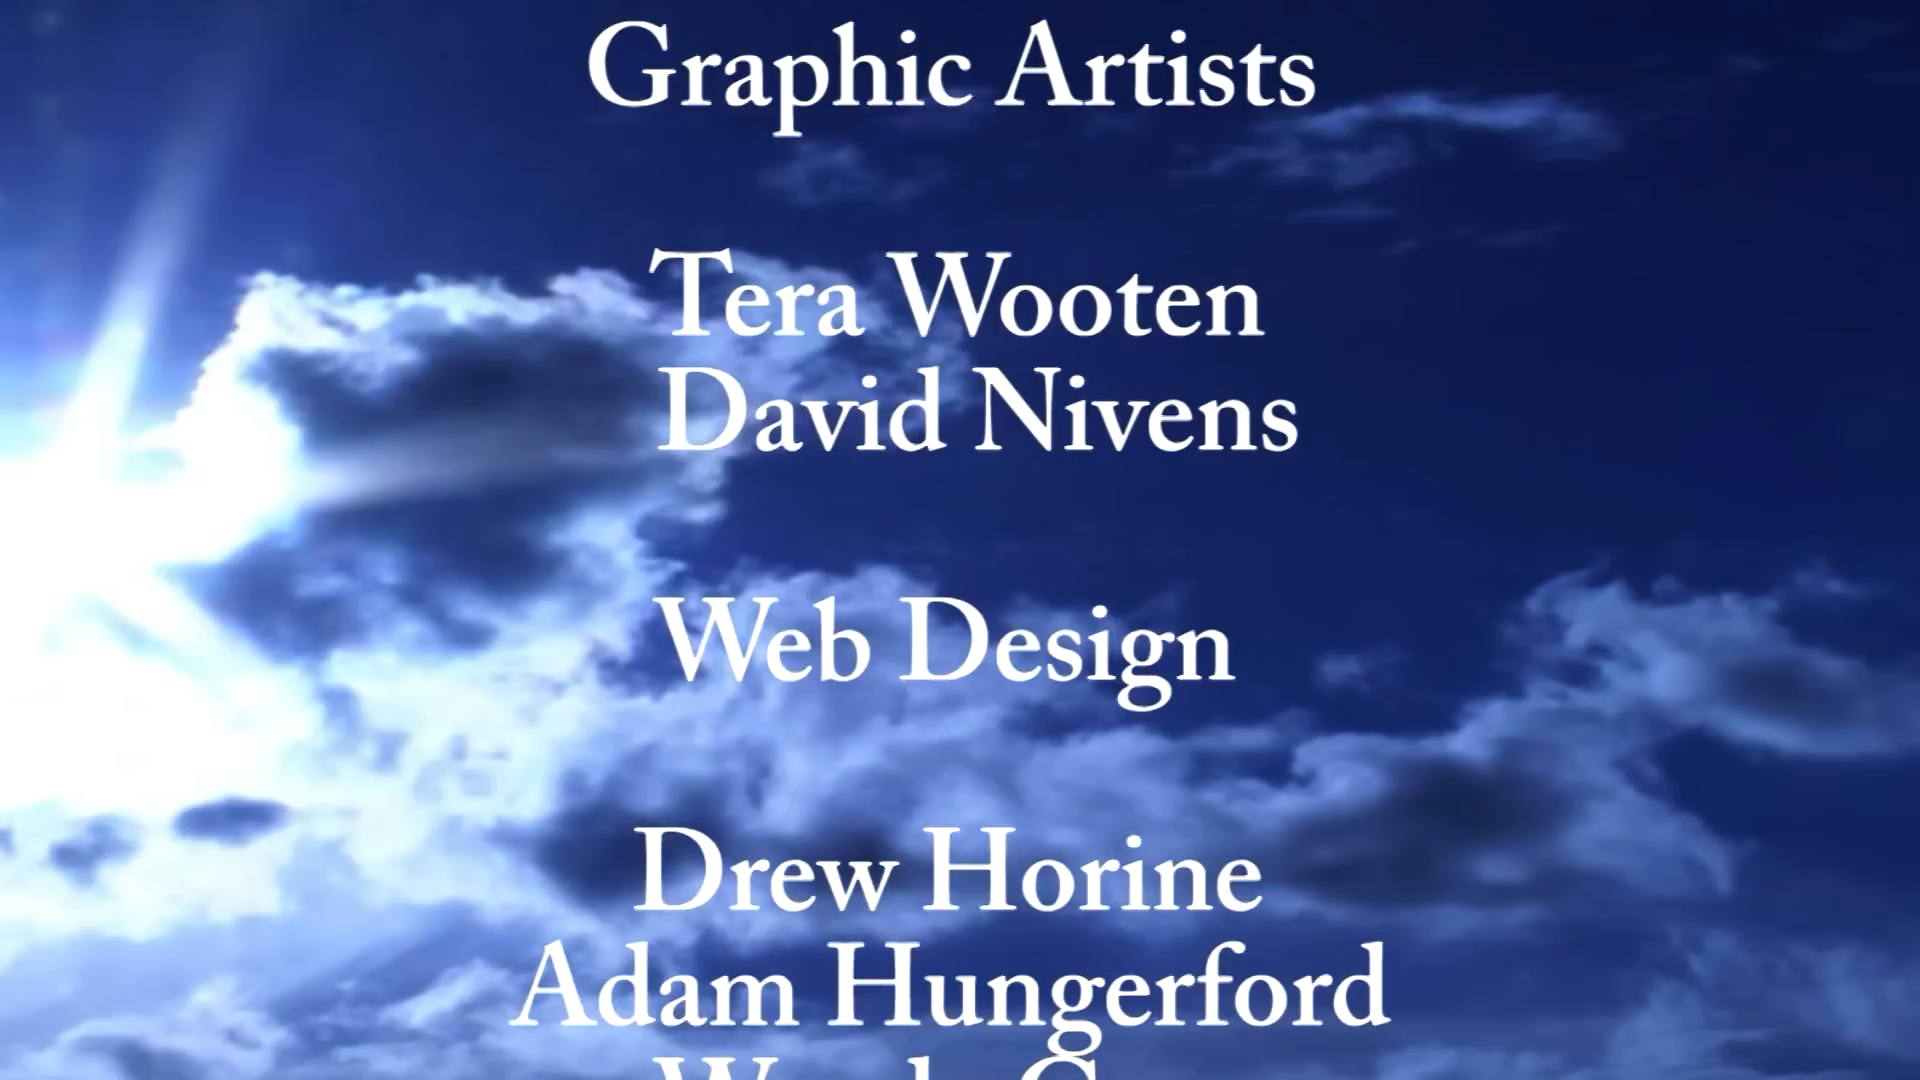 Graphic Artists
Tera Wooten
David Nivens
Web Design
Drew Horine
Adam Hungerford